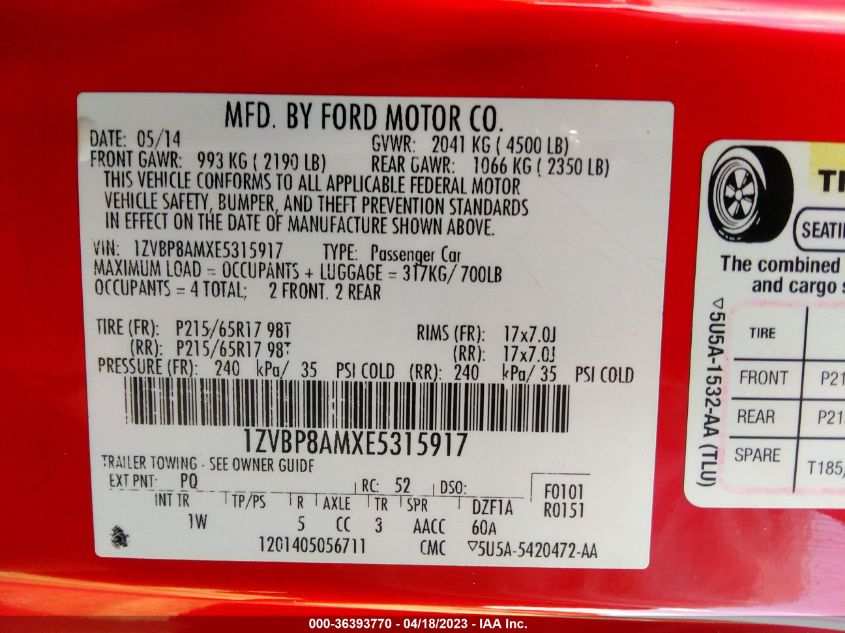 MFD. BY FORD MOTOR CO.
DATE: 05/14 GVWR: 2041 KG ( 4500 LB)
FRONT GAWR: 993 KG ( 2190 LB) REAR GAWR: 1066 KG ( 2350 LB)
THIS VEHICLE CONFORMS TO ALL APPLICABLE FEDERAL MOTOR
VEHICLE SAFETY, BUMPER, AND THEFT PREVENTION STANDARDS
IN EFFECT ON THE DATE OF MANUFACTURE SHOWN ABOVE.
VIN: 1ZVBP8AMXE5315917 TYPE: Passenger Car
MAXIMUM LOAD = OCCUPANTS + LUGGAGE = 317KG/ 700LB
OCCUPANTS = 4 TOTAL; 2 FRONT, 2 REAR
TIRE (FR): P215/65R17 98T RIMS (FR): 17x7.0J
(RR): P215/65R17 98T (RR): 17x7.0J
PRESSURE (FR): 240 kPa/ 35 PSI COLD (RR): 240 kPa/ 35 PSI COLD
1ZVBP8AMXE5315917
TRAILER TOWING - SEE OWNER GUIDE
EXT PNT: PQ RC: 52 DSO: F0101
INT TR TP/PS R AXLE TR SPR DZF1A R0151
1W 5 CC 3 AACC 60A
1201405056711 CMC ▽5U5A-5420472-AA
▽5U5A-1532-AA (TLU)
TI
SEATI
The combined
and cargo s
TIRE
FRONT P21
REAR P21
SPARE T185/
000-36393770 - 04/18/2023 - IAA Inc.